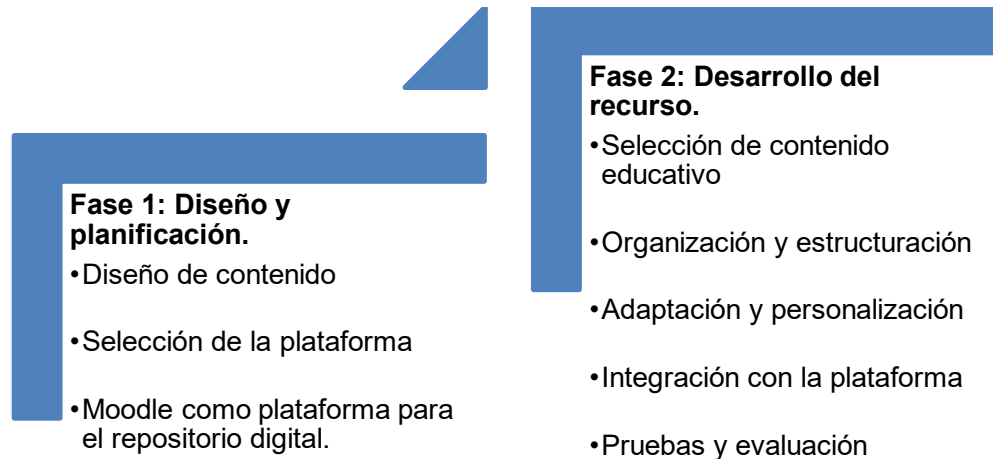 Fase 1: Diseño y
planificación.
•Diseño de contenido
•Selección de la plataforma
•Moodle como plataforma para
el repositorio digital.
Fase 2: Desarrollo del
recurso.
•Selección de contenido
educativo
•Organización y estructuración
•Adaptación y personalización
•Integración con la plataforma
•Pruebas y evaluación